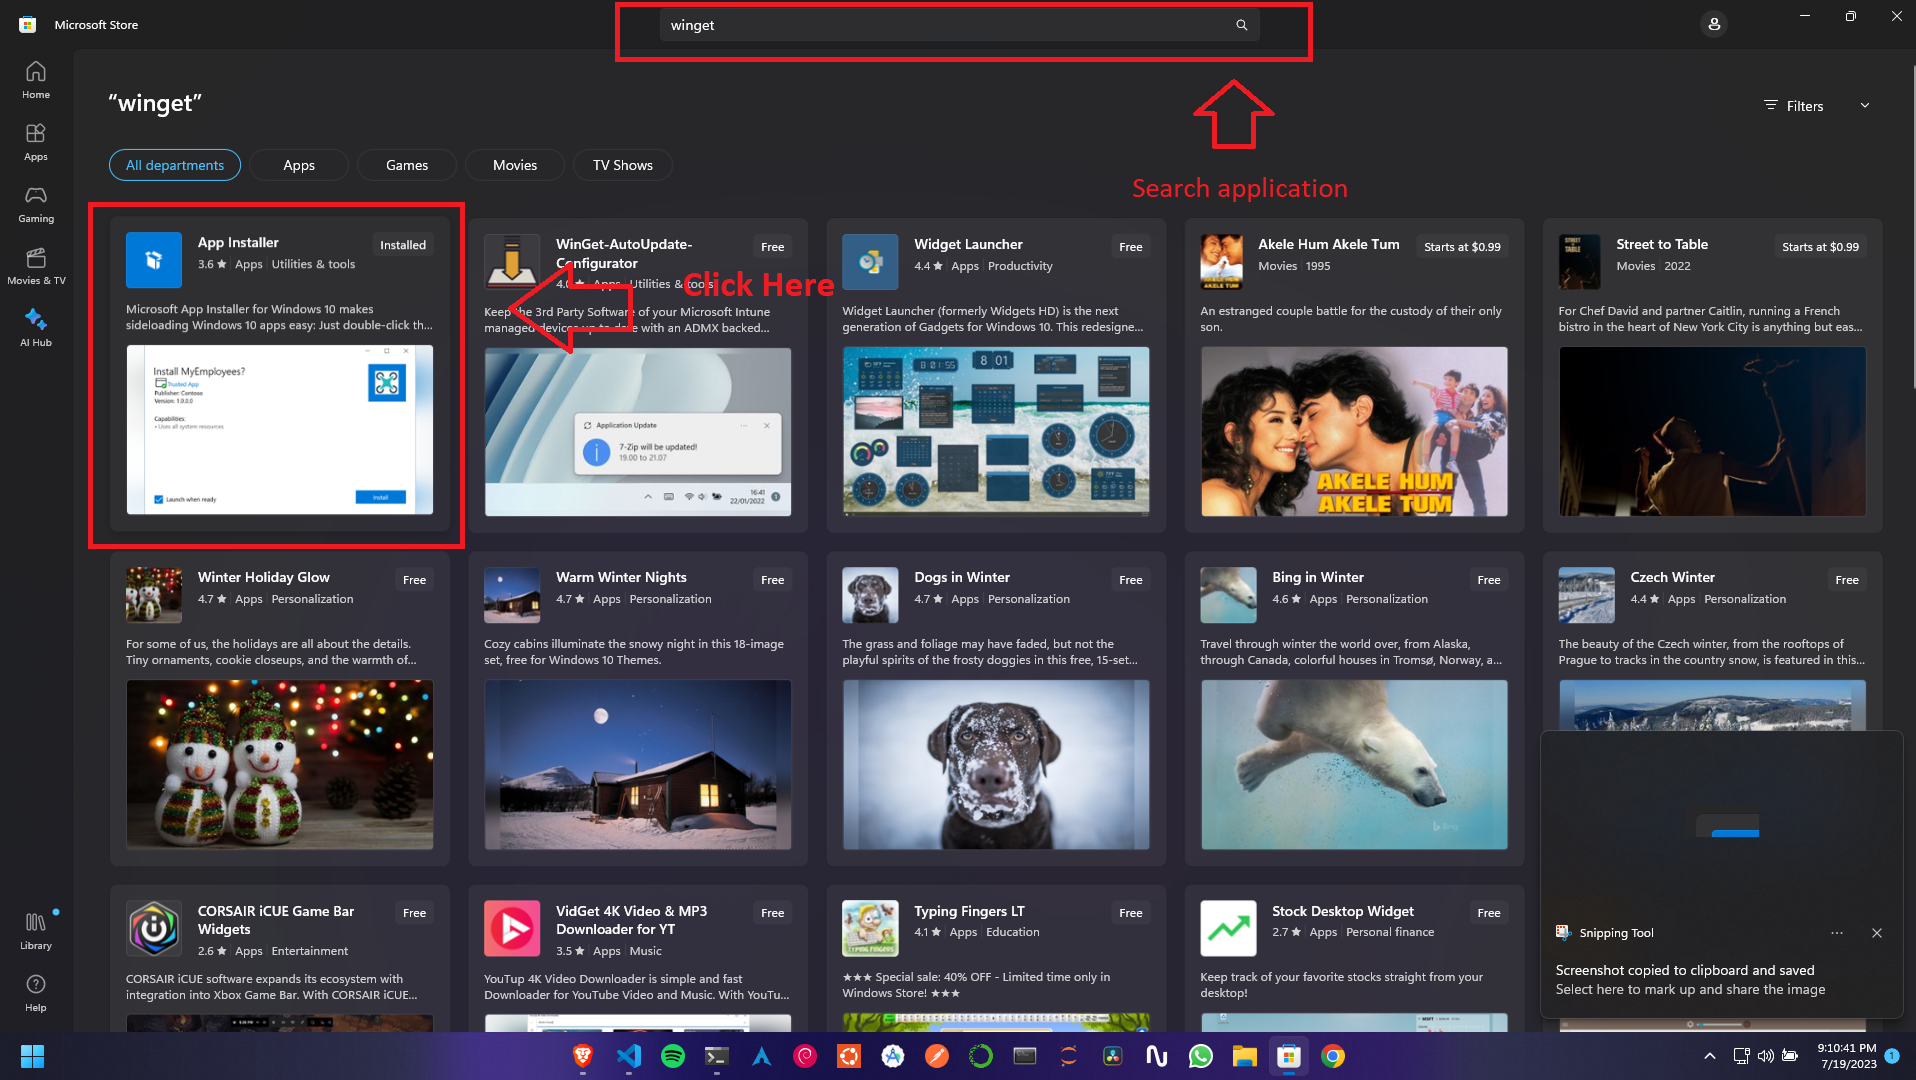 Microsoft Store
winget
Home
Apps
Gaming
Movies & TV
AI Hub
Library
Help
“winget”
Filters
All departments
Apps
Games
Movies
TV Shows
Search application
Click Here
App Installer
Installed
3.6 ★ Apps Utilities & tools
Microsoft App Installer for Windows 10 makes
sideloading Windows 10 apps easy: Just double-click th...
Install MyEmployees?
Trusted App
Publisher: Contoso
Version: 1.0.0.0
Capabilities:
• Uses all system resources
Launch when ready
Install
WinGet-AutoUpdate-
Configurator
Free
Apps Utilities & tools
Keep the 3rd Party Software of your Microsoft Intune
managed devices up to date with an ADMX backed...
Application Update
7-Zip will be updated!
19.00 to 21.07
16:41
22/01/2022
Widget Launcher
Free
4.4 ★ Apps Productivity
Widget Launcher (formerly Widgets HD) is the next
generation of Gadgets for Windows 10. This redesigne...
8:01:55
8 01
Akele Hum Akele Tum
Starts at $0.99
Movies 1995
An estranged couple battle for the custody of their only
son.
AKELE HUM
AKELE TUM
Street to Table
Starts at $0.99
Movies 2022
For Chef David and partner Caitlin, running a French
bistro in the heart of New York City is anything but eas...
Winter Holiday Glow
Free
4.7 ★ Apps Personalization
For some of us, the holidays are all about the details.
Tiny ornaments, cookie closeups, and the warmth of...
Warm Winter Nights
Free
4.7 ★ Apps Personalization
Cozy cabins illuminate the snowy night in this 18-image
set, free for Windows 10 Themes.
Dogs in Winter
Free
4.7 ★ Apps Personalization
The grass and foliage may have faded, but not the
playful spirits of the frosty doggies in this free, 15-set...
Bing in Winter
Free
4.6 ★ Apps Personalization
Travel through winter the world over, from Alaska,
through Canada, colorful houses in Tromsø, Norway, a...
Bing
Czech Winter
Free
4.4 ★ Apps Personalization
The beauty of the Czech winter, from the rooftops of
Prague to tracks in the country snow, is featured in this...
CORSAIR iCUE Game Bar
Widgets
Free
2.6 ★ Apps Entertainment
CORSAIR iCUE software expands its ecosystem with
integration into Xbox Game Bar. With CORSAIR iCUE...
VidGet 4K Video & MP3
Downloader for YT
Free
3.5 ★ Apps Music
YouTup 4K Video Downloader is simple and fast
Downloader for YouTube Video and Music. With YouTu...
Typing Fingers LT
Free
4.1 ★ Apps Education
★★★ Special sale: 40% OFF - Limited time only in
Windows Store! ★★★
Stock Desktop Widget
Free
2.7 ★ Apps Personal finance
Keep track of your favorite stocks straight from your
desktop!
Snipping Tool
Screenshot copied to clipboard and saved
Select here to mark up and share the image
9:10:41 PM
7/19/2023
1